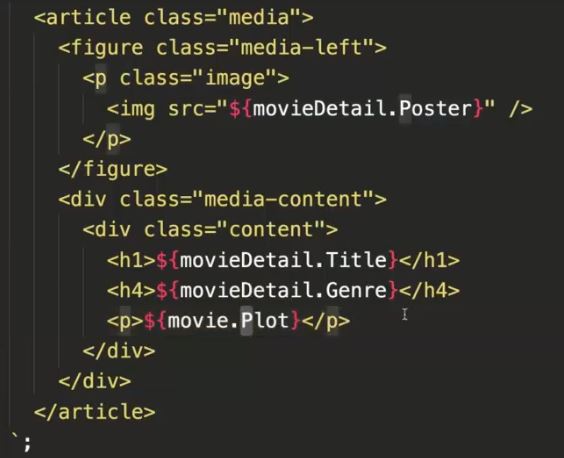 <article class="media">
<figure class="media-left">
<p class="image">
<img src="${movieDetail.Poster}" />
</p>
</figure>
<div class="media-content">
<div class="content">
<h1>${movieDetail.Title}</h1>
<h4>${movieDetail.Genre}</h4>
<p>${movie.Plot}</p>
</div>
</div>
</article>
`;